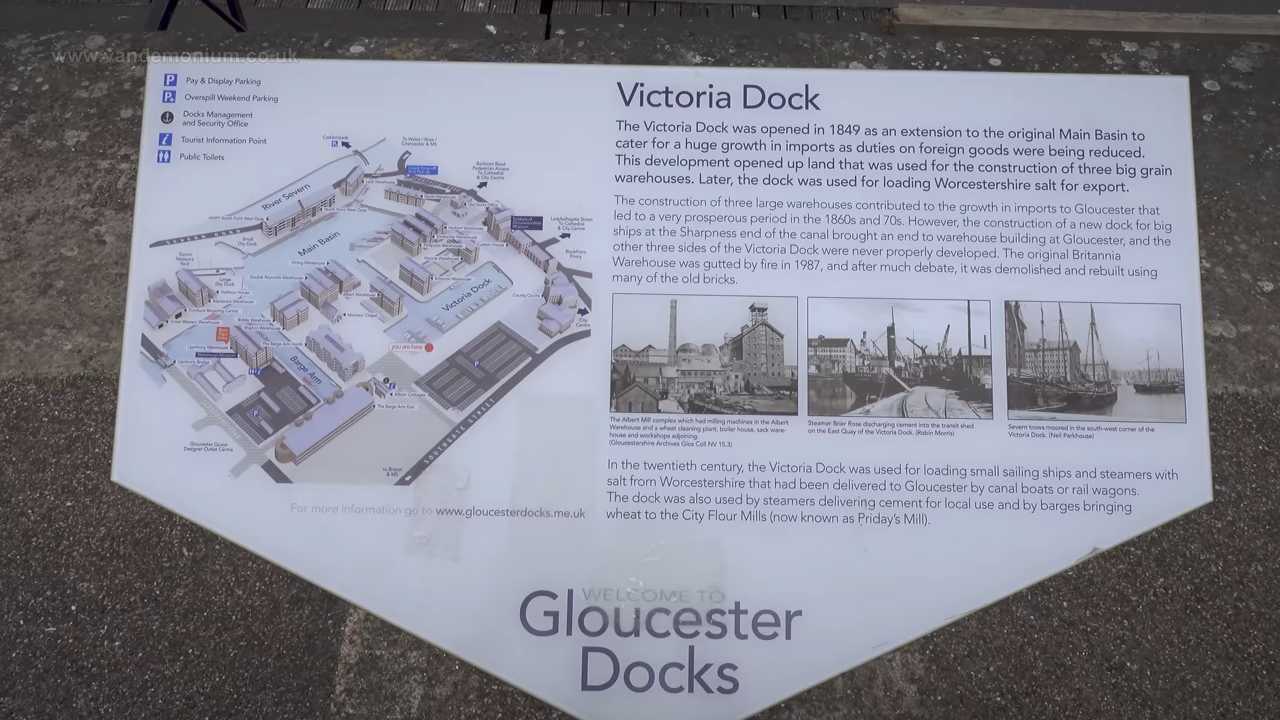 www.vandemonium.co.uk
Pay & Display Parking
Overspill Weekend Parking
Docks Management
and Security Office
Tourist Information Point
Public Toilets
River Severn
Main Basin
Victoria Dock
you are here
Barge Arm
SOUTHGATE STREET
Gloucester Quays
Designer Outlet Centre
to Bristol
& M5
For more information go to www.gloucesterdocks.me.uk
Victoria Dock
The Victoria Dock was opened in 1849 as an extension to the original Main Basin to
cater for a huge growth in imports as duties on foreign goods were being reduced.
This development opened up land that was used for the construction of three big grain
warehouses. Later, the dock was used for loading Worcestershire salt for export.
The construction of three large warehouses contributed to the growth in imports to Gloucester that
led to a very prosperous period in the 1860s and 70s. However, the construction of a new dock for big
ships at the Sharpness end of the canal brought an end to warehouse building at Gloucester, and the
other three sides of the Victoria Dock were never properly developed. The original Britannia
Warehouse was gutted by fire in 1987, and after much debate, it was demolished and rebuilt using
many of the old bricks.
The Albert Mill complex which had milling machines in the Albert
Warehouse and a wheat cleaning plant, boiler house, sack ware-
house and workshops adjoining.
(Gloucestershire Archives Glos Coll NV 15.3)
Steamer Brier Rose discharging cement into the transit shed
on the East Quay of the Victoria Dock. (Robin Morris)
Severn trows moored in the south-west corner of the
Victoria Dock. (Neil Parkhouse)
In the twentieth century, the Victoria Dock was used for loading small sailing ships and steamers with
salt from Worcestershire that had been delivered to Gloucester by canal boats or rail wagons.
The dock was also used by steamers delivering cement for local use and by barges bringing
wheat to the City Flour Mills (now known as Priday's Mill).
WELCOME TO
Gloucester
Docks